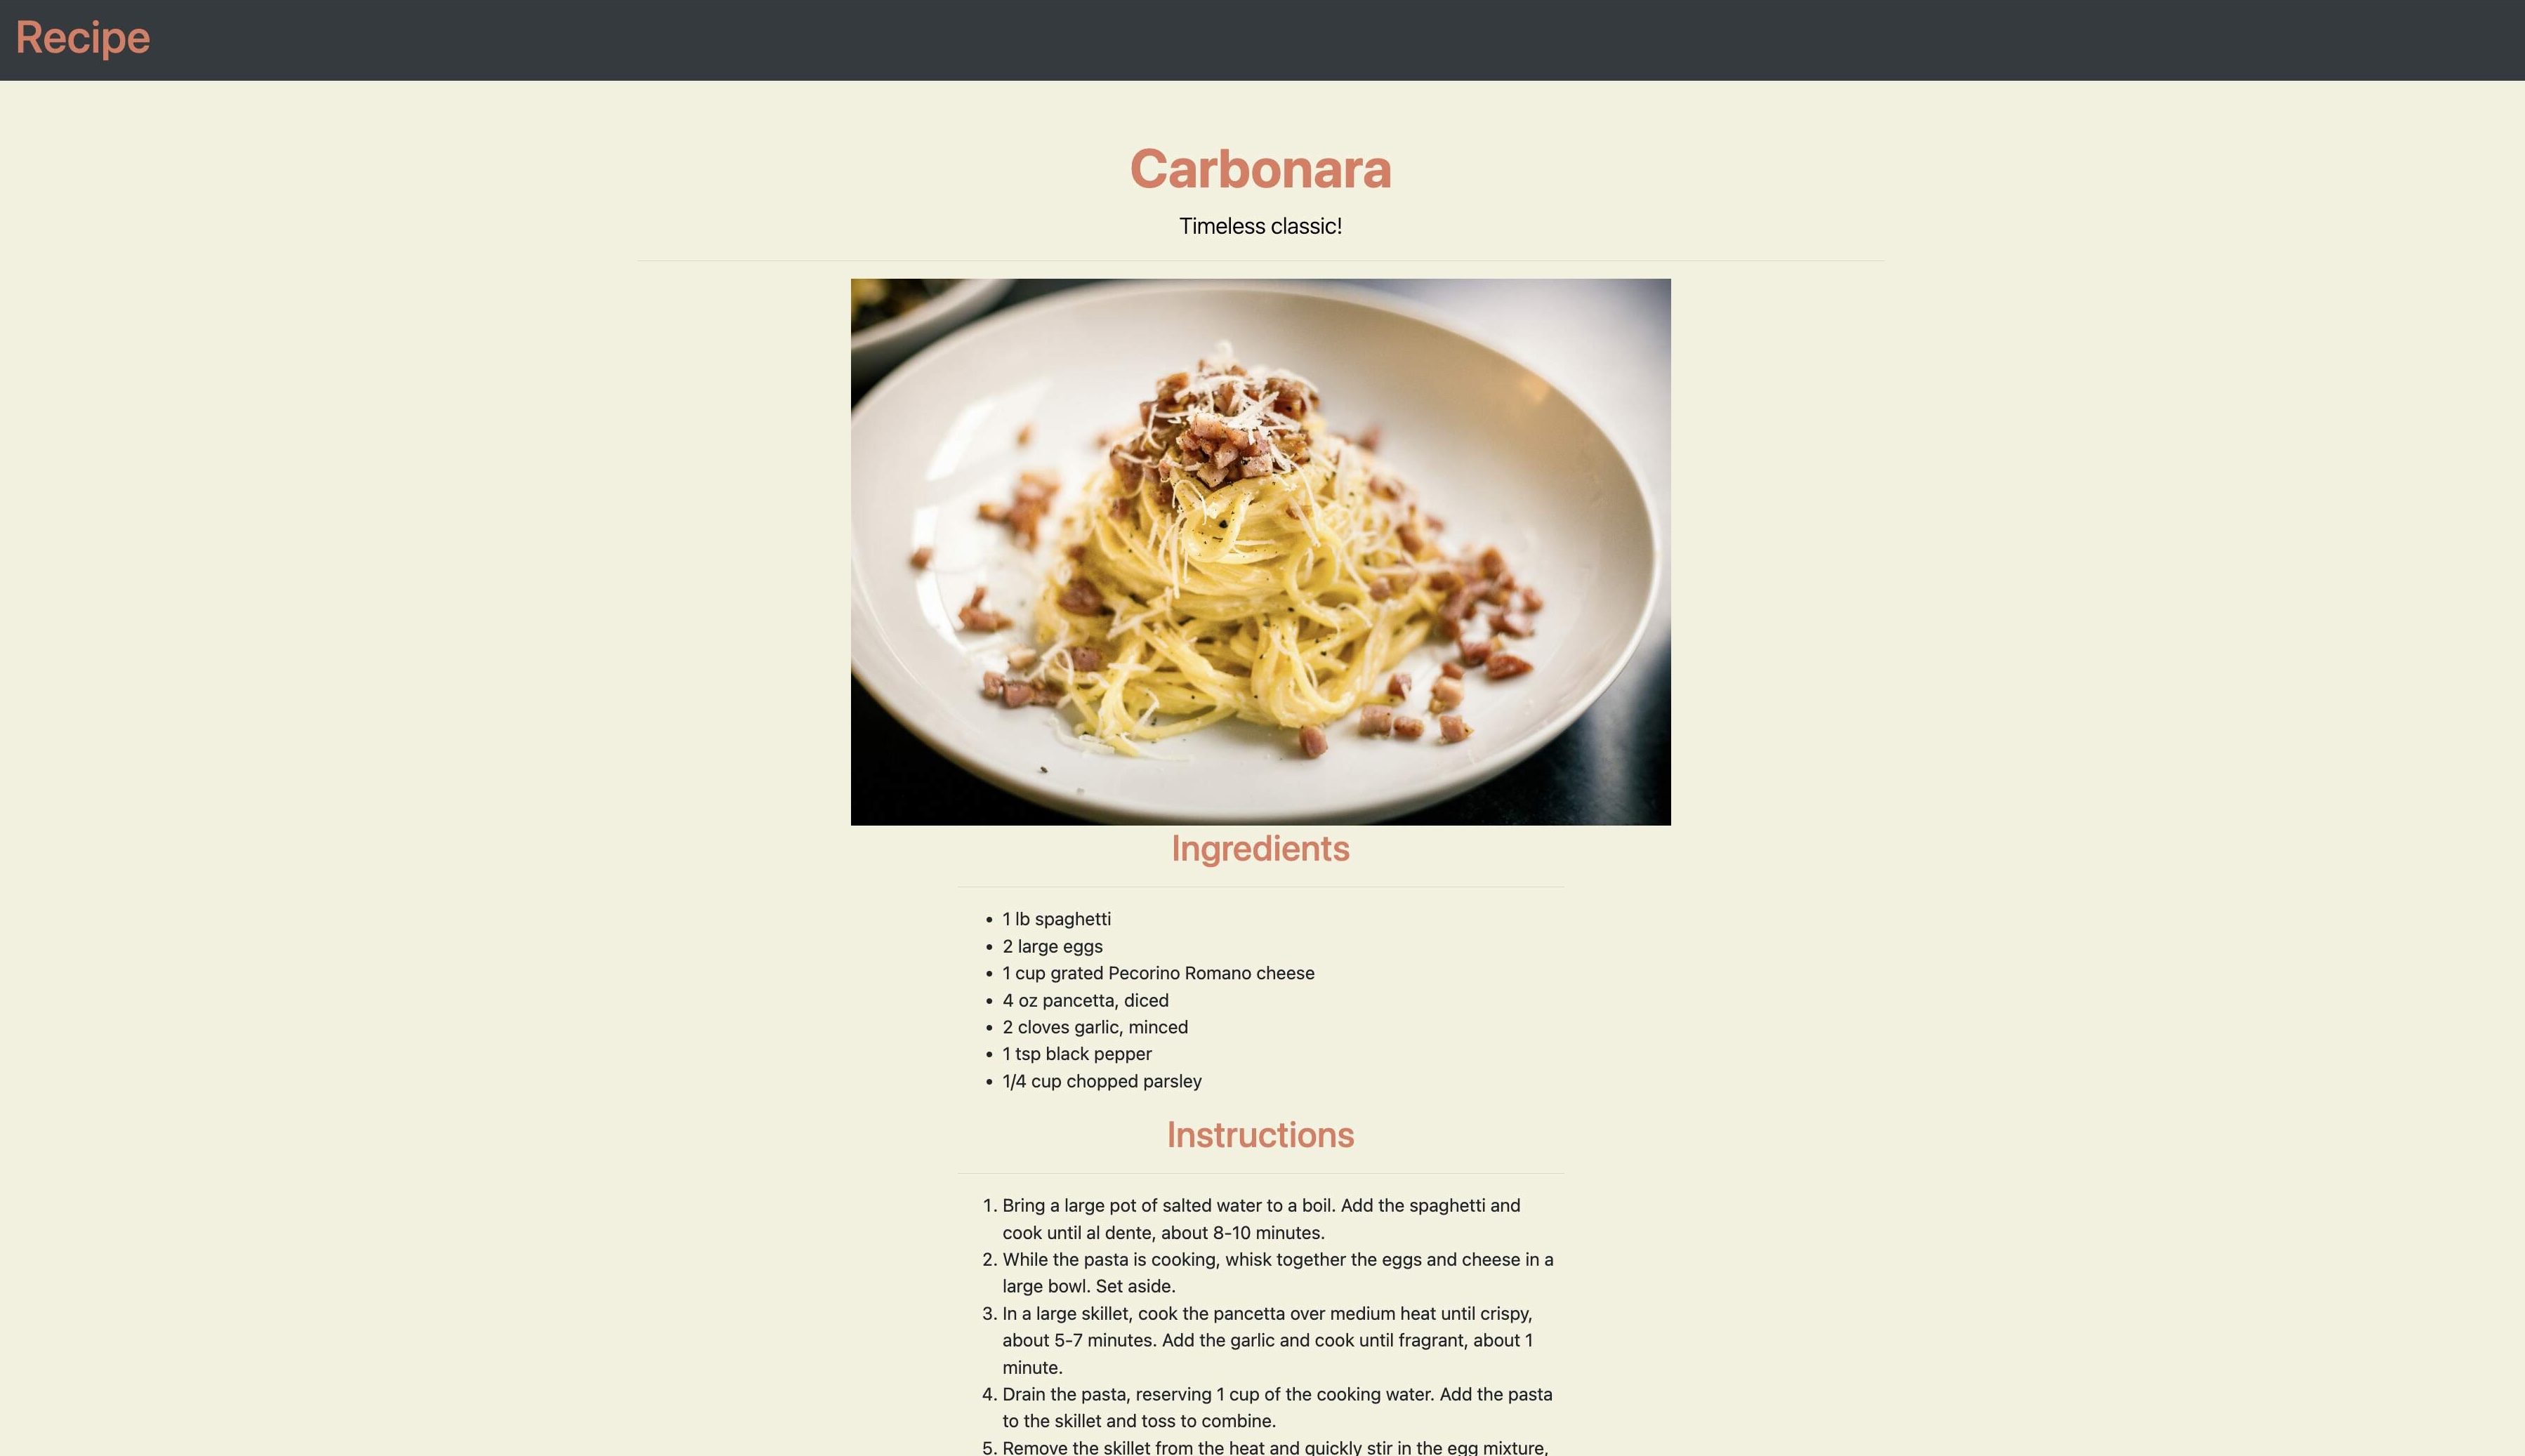 Recipe
Carbonara
Timeless classic!
Ingredients
• 1 lb spaghetti
• 2 large eggs
• 1 cup grated Pecorino Romano cheese
• 4 oz pancetta, diced
• 2 cloves garlic, minced
• 1 tsp black pepper
• 1/4 cup chopped parsley
Instructions
1. Bring a large pot of salted water to a boil. Add the spaghetti and
cook until al dente, about 8-10 minutes.
2. While the pasta is cooking, whisk together the eggs and cheese in a
large bowl. Set aside.
3. In a large skillet, cook the pancetta over medium heat until crispy,
about 5-7 minutes. Add the garlic and cook until fragrant, about 1
minute.
4. Drain the pasta, reserving 1 cup of the cooking water. Add the pasta
to the skillet and toss to combine.
5. Remove the skillet from the heat and quickly stir in the egg mixture,